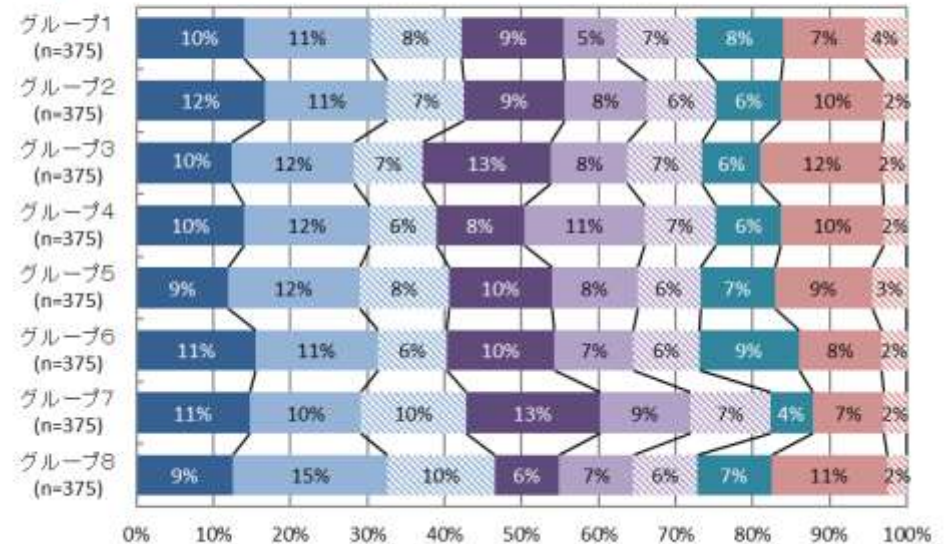 グループ1
(n=375)
10% 11% 8% 9% 5% 7% 8% 7% 4%
グループ2
(n=375)
12% 11% 7% 9% 8% 6% 6% 10% 2%
グループ3
(n=375)
10% 12% 7% 13% 8% 7% 6% 12% 2%
グループ4
(n=375)
10% 12% 6% 8% 11% 7% 6% 10% 2%
グループ5
(n=375)
9% 12% 8% 10% 8% 6% 7% 9% 3%
グループ6
(n=375)
11% 11% 6% 10% 7% 6% 9% 8% 2%
グループ7
(n=375)
11% 10% 10% 13% 9% 7% 4% 7% 2%
グループ8
(n=375)
9% 15% 10% 6% 7% 6% 7% 11% 2%
0% 10% 20% 30% 40% 50% 60% 70% 80% 90% 100%